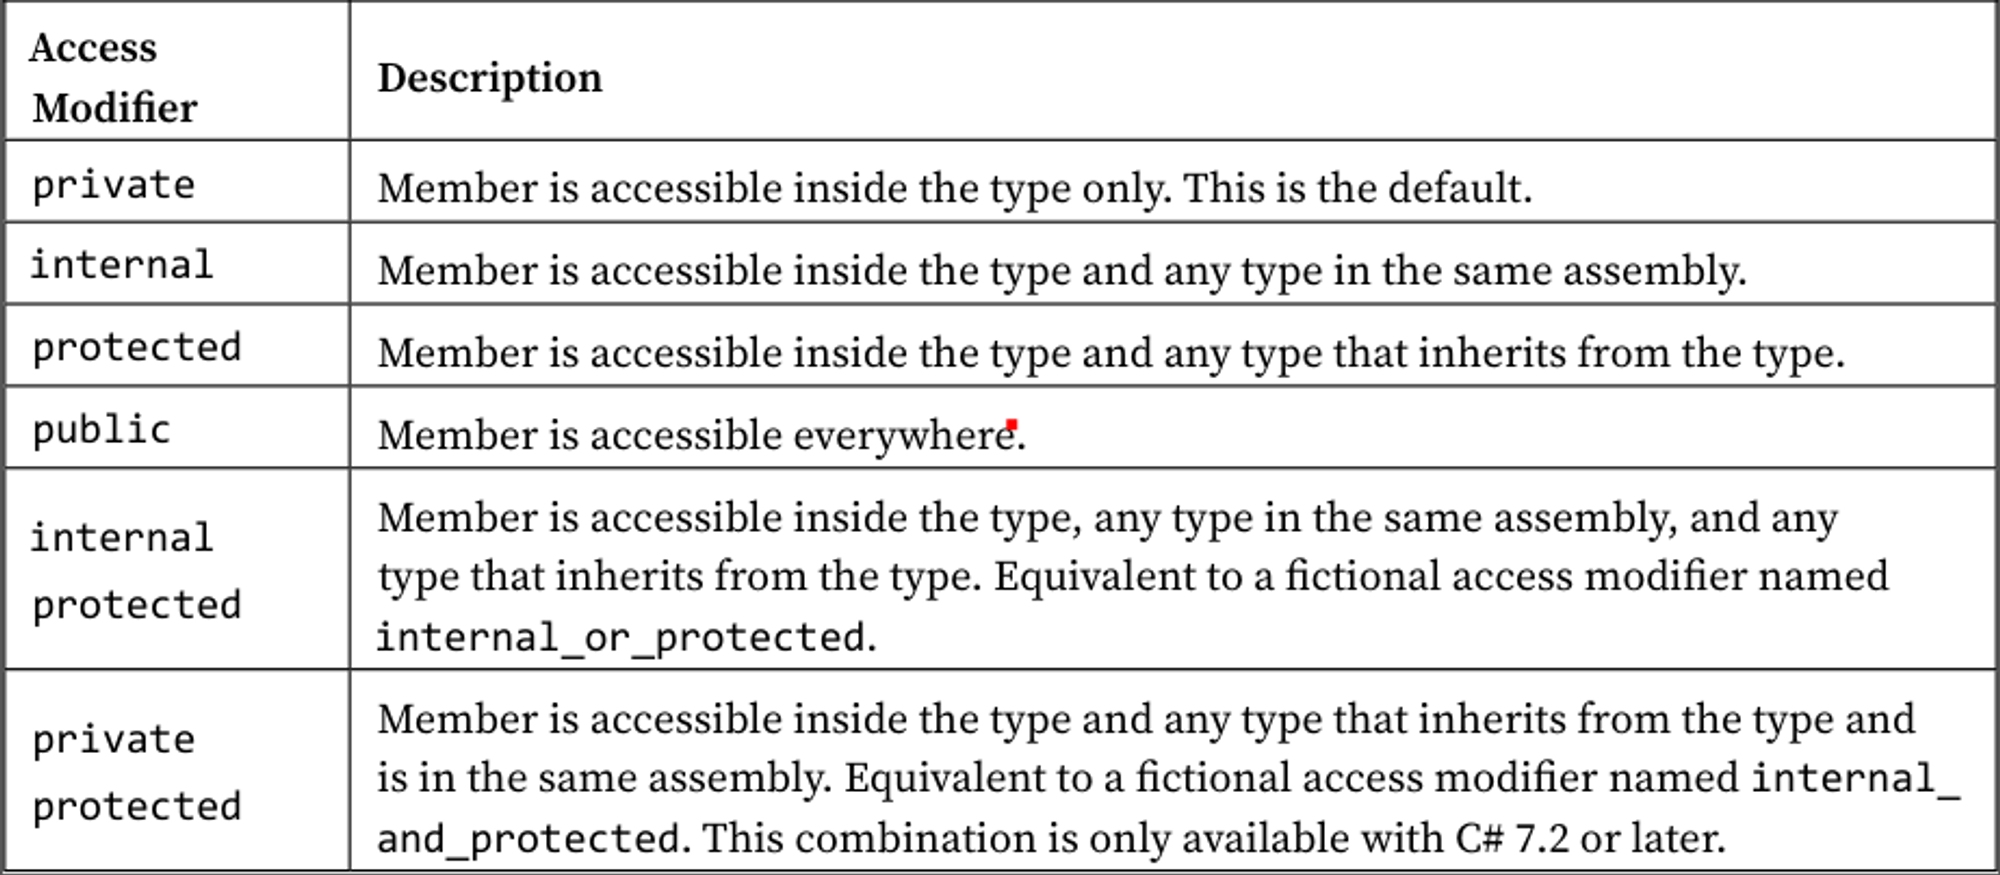 Access
Modifier
Description
private
Member is accessible inside the type only. This is the default.
internal
Member is accessible inside the type and any type in the same assembly.
protected
Member is accessible inside the type and any type that inherits from the type.
public
Member is accessible everywhere.
internal
protected
Member is accessible inside the type, any type in the same assembly, and any
type that inherits from the type. Equivalent to a fictional access modifier named
internal_or_protected.
private
protected
Member is accessible inside the type and any type that inherits from the type and
is in the same assembly. Equivalent to a fictional access modifier named internal_
and_protected. This combination is only available with C# 7.2 or later.